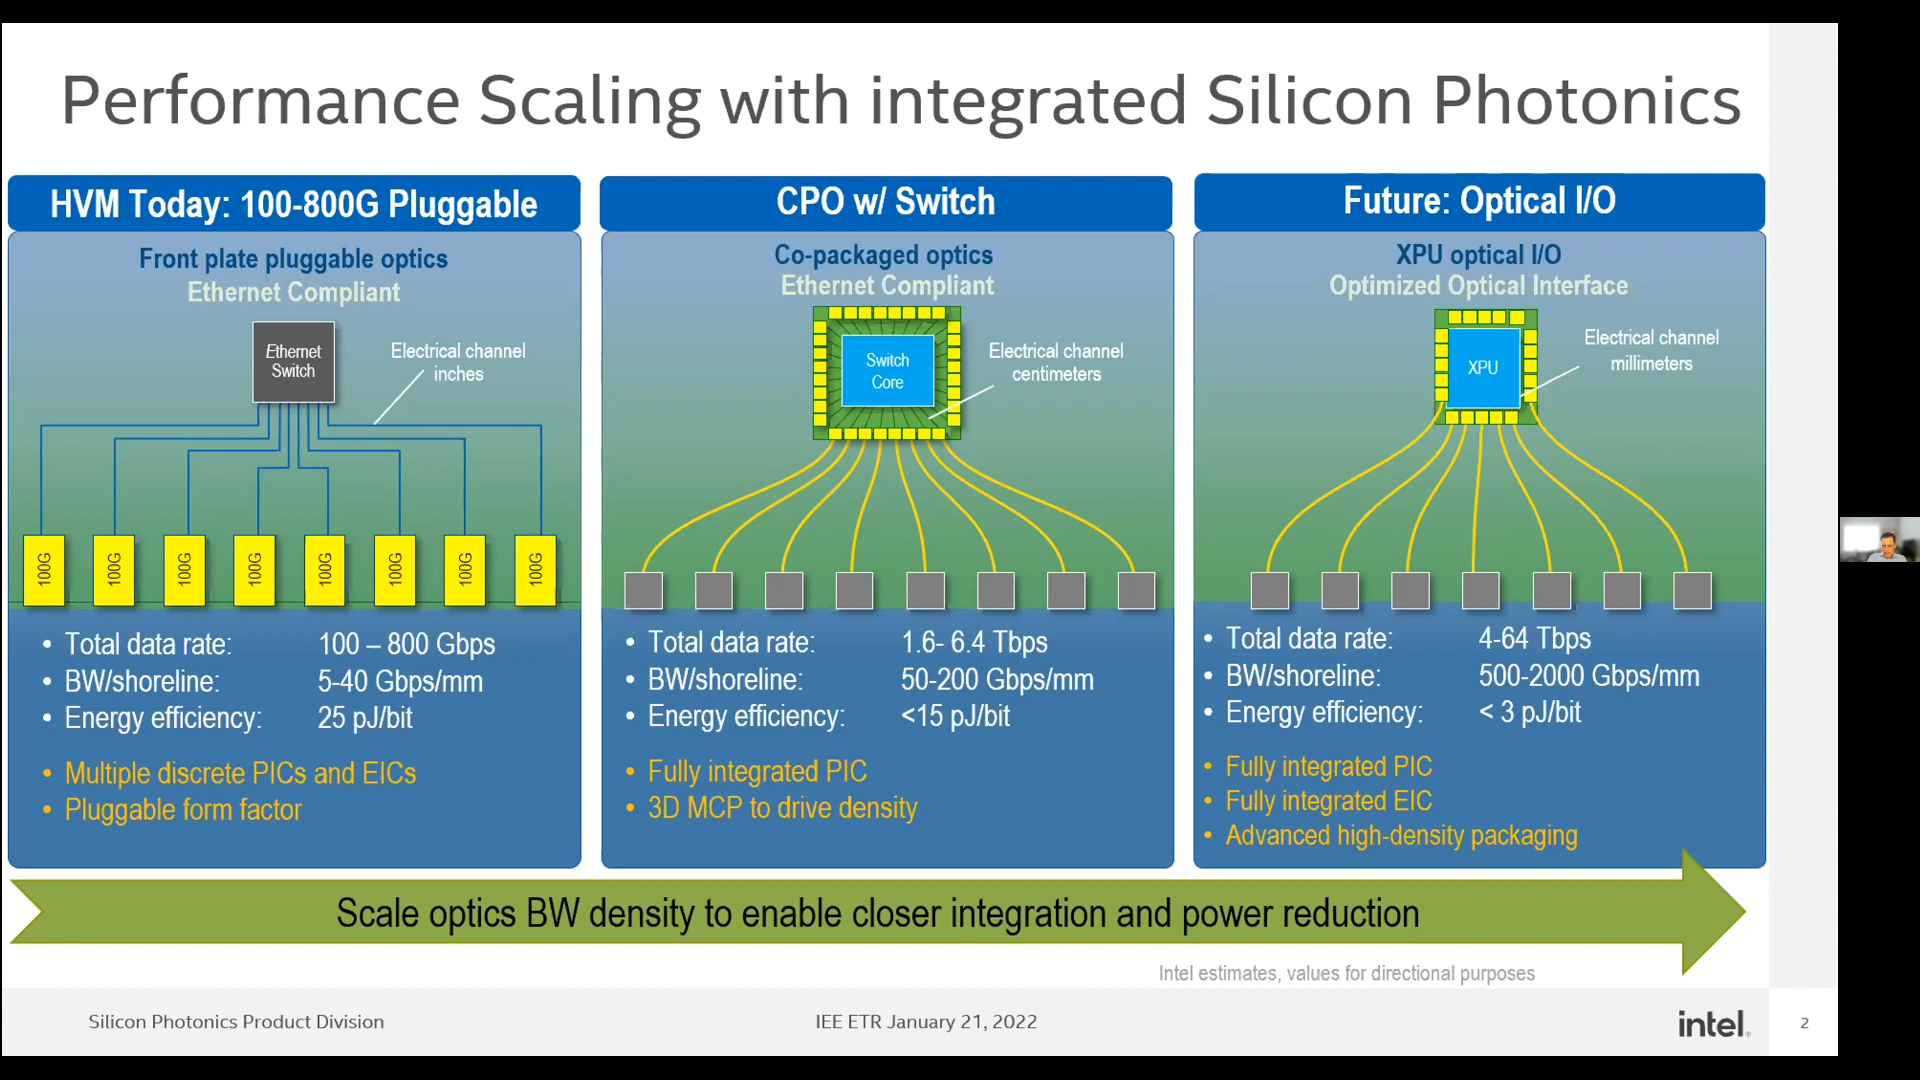 Performance Scaling with integrated Silicon Photonics
HVM Today: 100-800G Pluggable
Front plate pluggable optics
Ethernet Compliant
Ethernet
Switch
Electrical channel
inches
100G
100G
100G
100G
100G
100G
100G
100G
• Total data rate: 100 – 800 Gbps
• BW/shoreline: 5-40 Gbps/mm
• Energy efficiency: 25 pJ/bit
• Multiple discrete PICs and EICs
• Pluggable form factor
CPO w/ Switch
Co-packaged optics
Ethernet Compliant
Switch
Core
Electrical channel
centimeters
• Total data rate: 1.6- 6.4 Tbps
• BW/shoreline: 50-200 Gbps/mm
• Energy efficiency: <15 pJ/bit
• Fully integrated PIC
• 3D MCP to drive density
Future: Optical I/O
XPU optical I/O
Optimized Optical Interface
XPU
Electrical channel
millimeters
• Total data rate: 4-64 Tbps
• BW/shoreline: 500-2000 Gbps/mm
• Energy efficiency: < 3 pJ/bit
• Fully integrated PIC
• Fully integrated EIC
• Advanced high-density packaging
Scale optics BW density to enable closer integration and power reduction
Intel estimates, values for directional purposes
Silicon Photonics Product Division
IEE ETR January 21, 2022
intel.
2